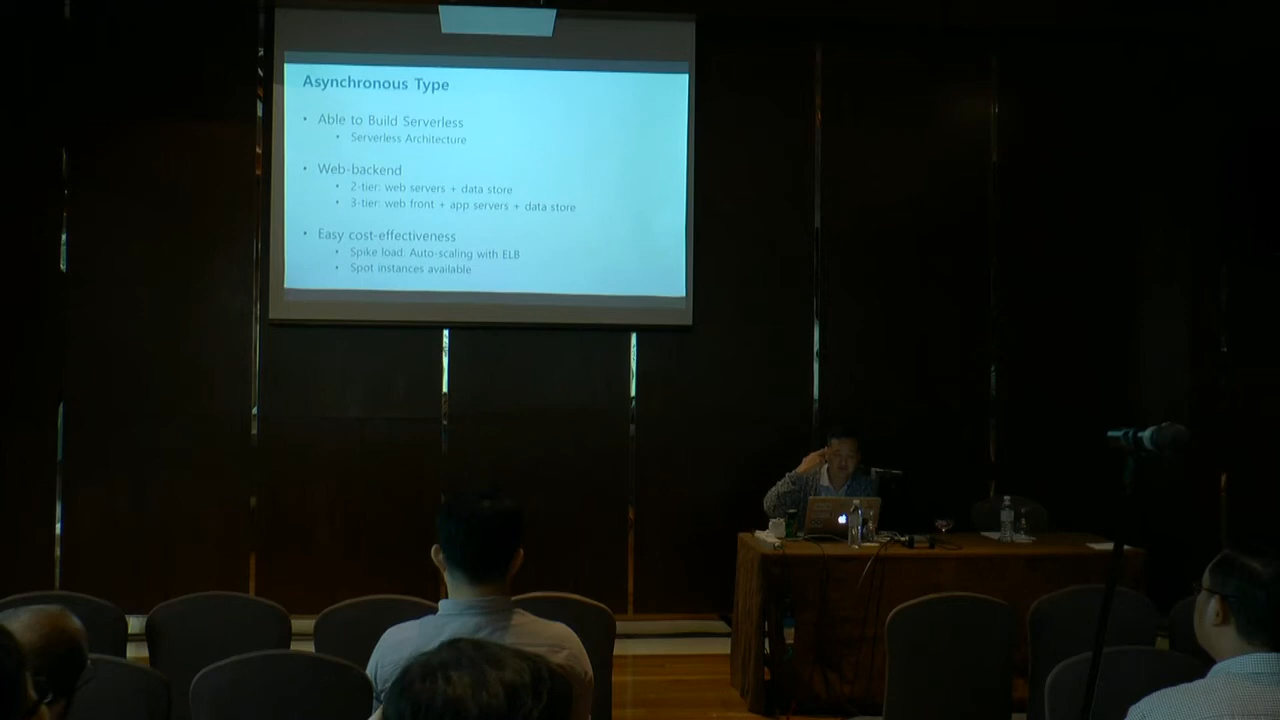 Asynchronous Type
• Able to Build Serverless
• Serverless Architecture
• Web-backend
• 2-tier: web servers + data store
• 3-tier: web front + app servers + data store
• Easy cost-effectiveness
• Spike load: Auto-scaling with ELB
• Spot instances available